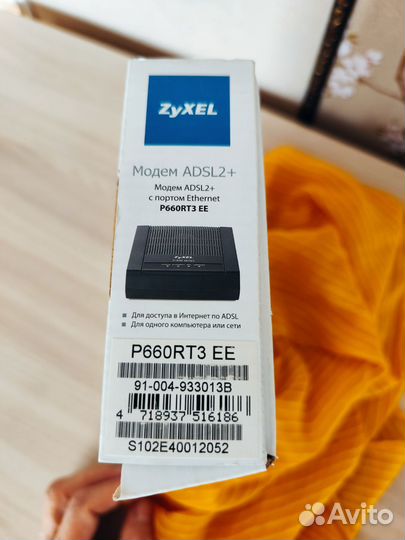 ZyXEL
Модем ADSL2+
Модем ADSL2+
с портом Ethernet
P660RT3 EE
ZyXEL
Для доступа в Интернет по ADSL
Для одного компьютера или сети
P660RT3 EE
91-004-933013B
4 718937 516186
S102E40012052
Avito